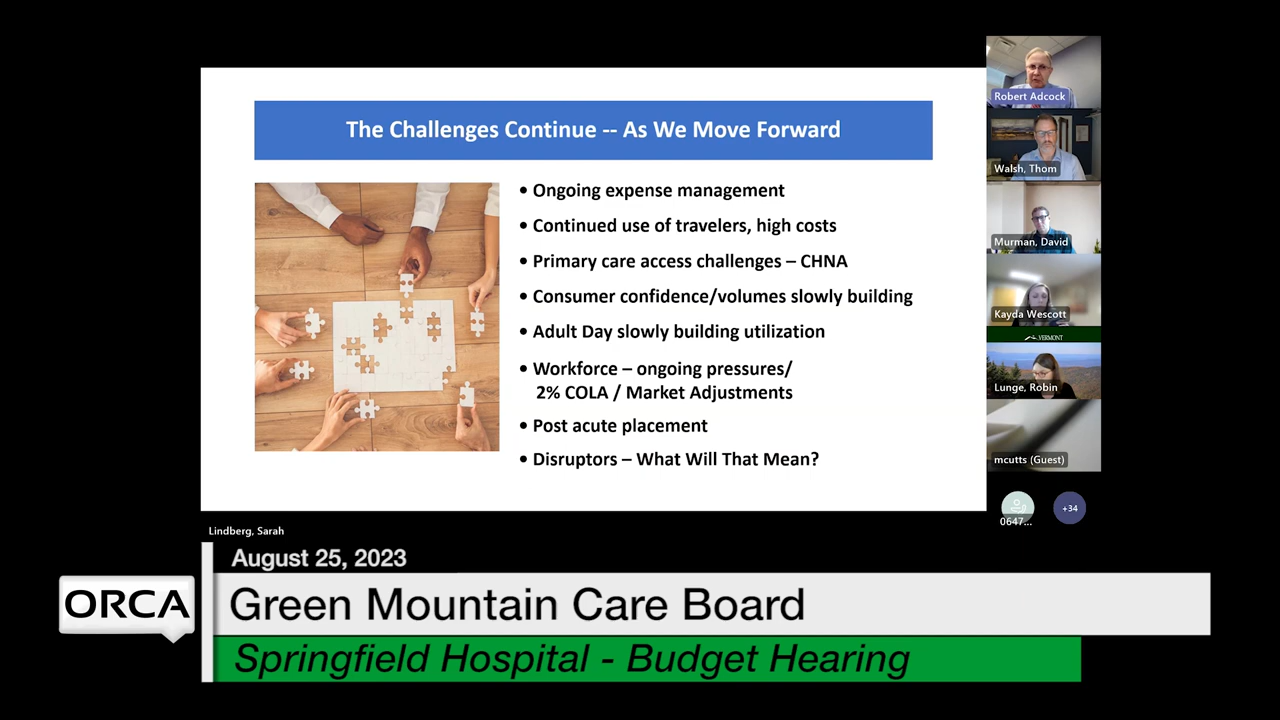 The Challenges Continue -- As We Move Forward
• Ongoing expense management
• Continued use of travelers, high costs
• Primary care access challenges – CHNA
• Consumer confidence/volumes slowly building
• Adult Day slowly building utilization
• Workforce – ongoing pressures/
2% COLA / Market Adjustments
• Post acute placement
• Disruptors – What Will That Mean?
Robert Adcock
Walsh, Thom
Murman, David
Kayda Wescott
VERMONT
Lunge, Robin
mcutts (Guest)
0647...
+34
Lindberg, Sarah
August 25, 2023
ORCA
Green Mountain Care Board
Springfield Hospital - Budget Hearing